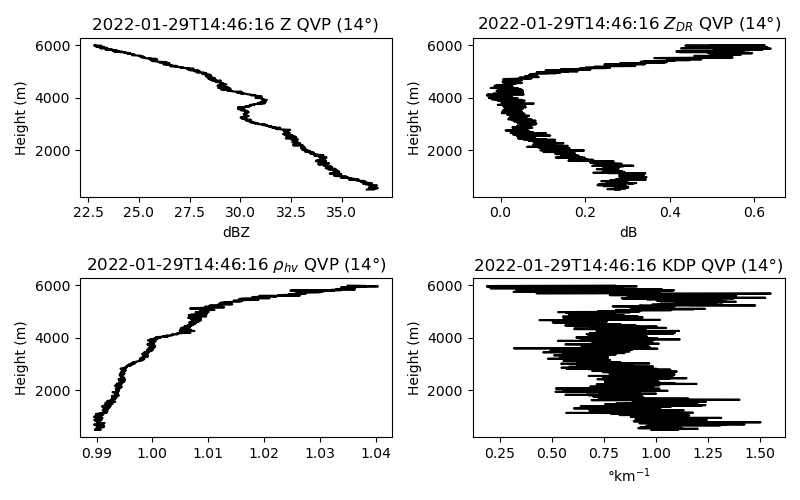 2022-01-29T14:46:16 Z QVP (14°)
6000
4000
2000
Height (m)
22.5 25.0 27.5 30.0 32.5 35.0
dBZ
2022-01-29T14:46:16 Z_DR QVP (14°)
6000
4000
2000
Height (m)
0.0 0.2 0.4 0.6
dB
2022-01-29T14:46:16 ρ_hv QVP (14°)
6000
4000
2000
Height (m)
0.99 1.00 1.01 1.02 1.03 1.04
2022-01-29T14:46:16 KDP QVP (14°)
6000
4000
2000
Height (m)
0.25 0.50 0.75 1.00 1.25 1.50
°km⁻¹